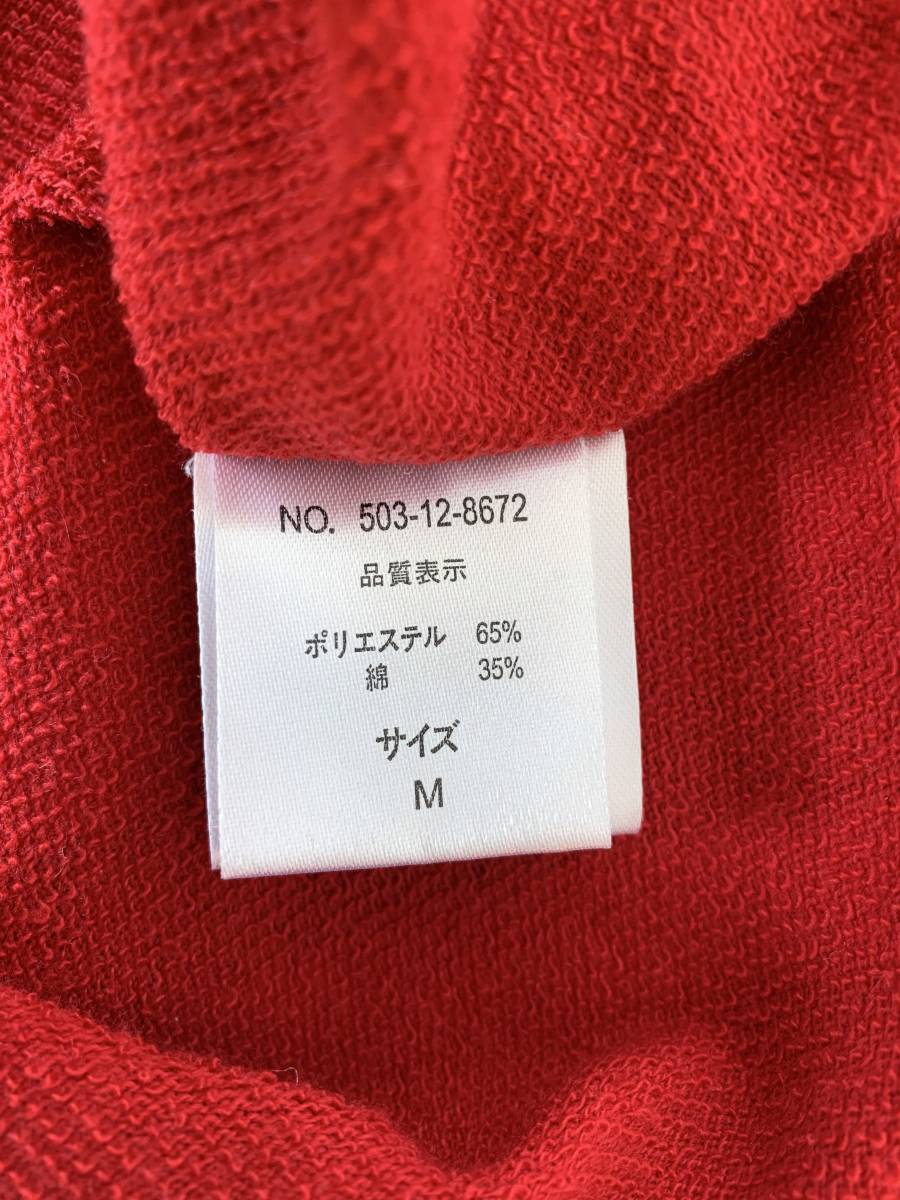 NO. 503-12-8672
品質表示
ポリエステル 65%
綿 35%
サイズ
M